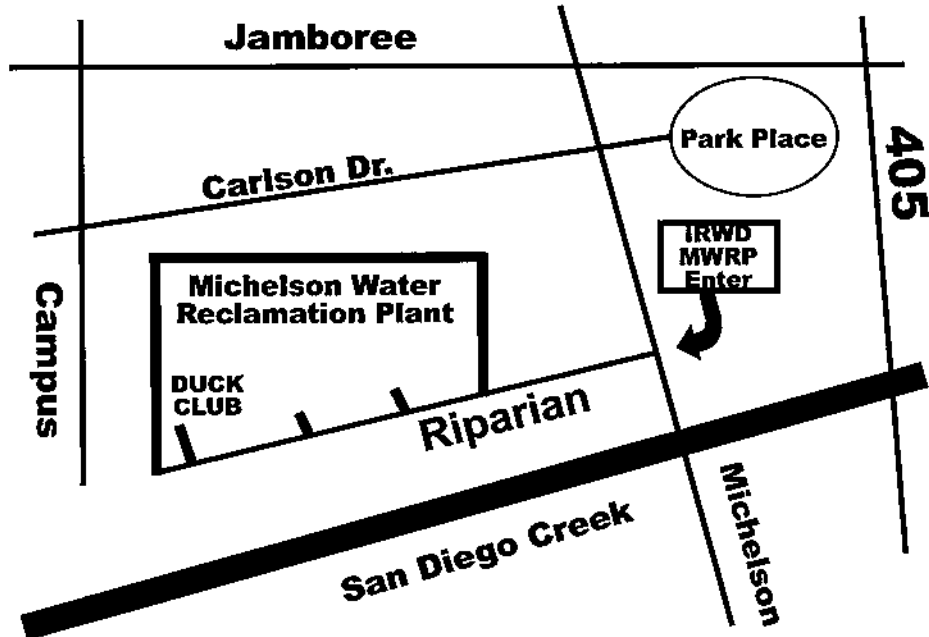 Jamboree
Park Place
405
Carlson Dr.
IRWD
MWRP
Enter
Michelson Water
Reclamation Plant
Campus
DUCK
CLUB
Riparian
Michelson
San Diego Creek